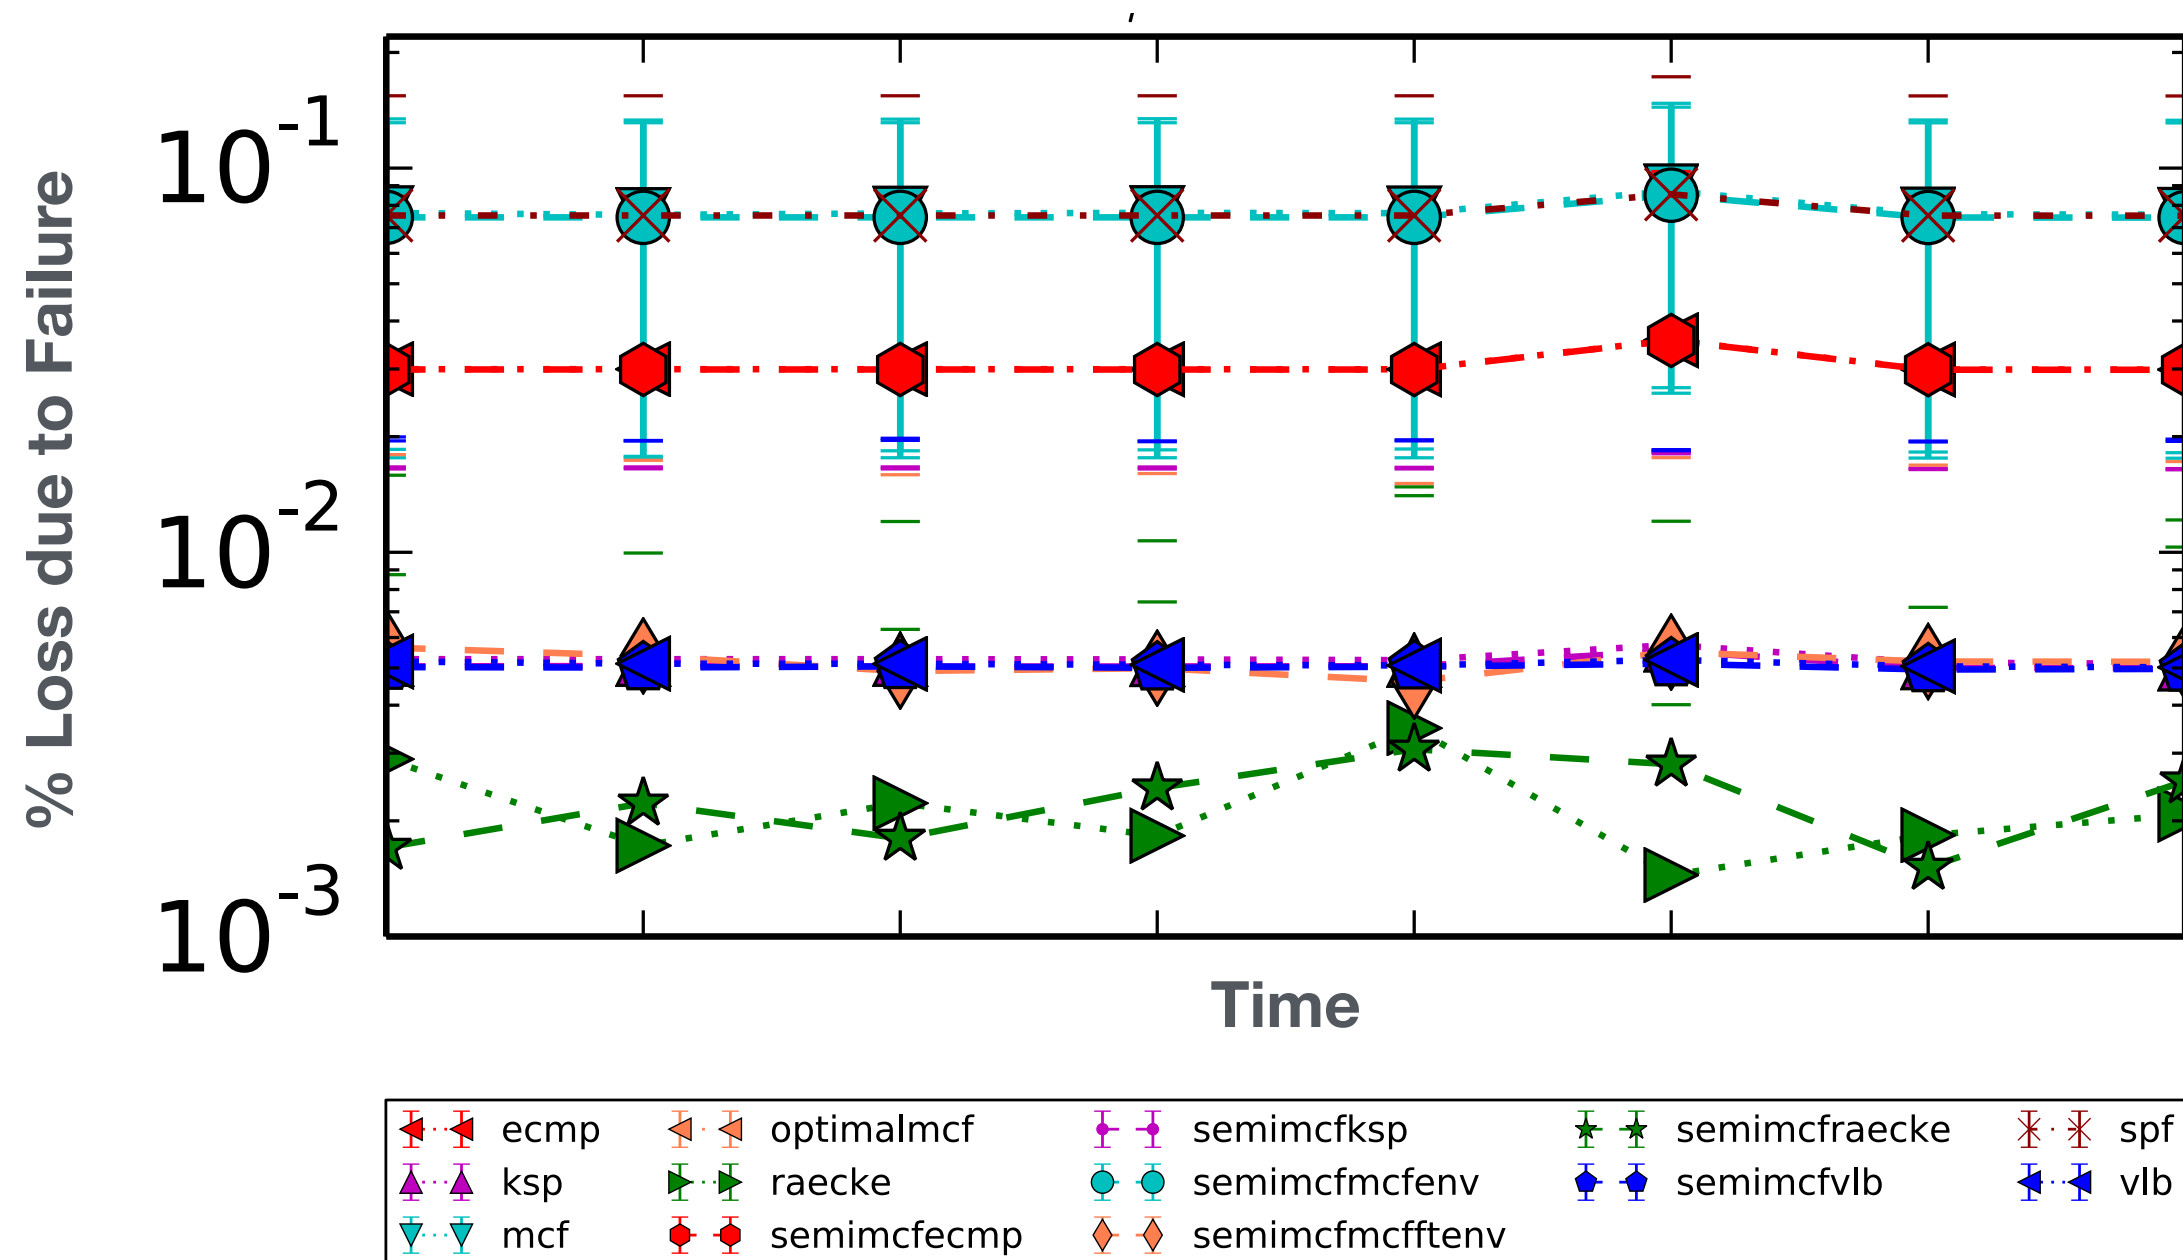 % Loss due to Failure
10-1
10-2
10-3
Time
ecmp optimalmcf semimcfksp semimcfraecke spf
ksp raecke semimcfmcfenv semimcfvlb vlb
mcf semimcfecmp semimcfmcfftenv